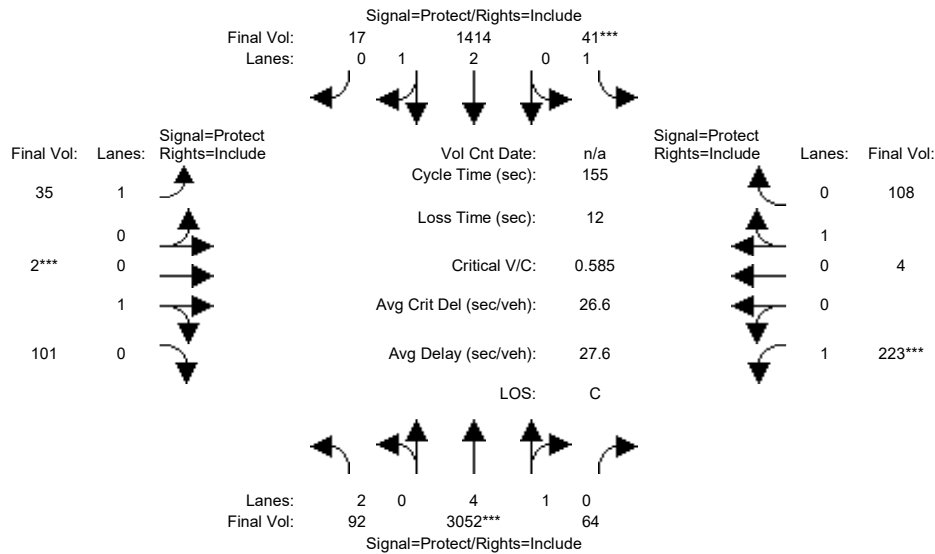 Signal=Protect/Rights=Include
Final Vol: 17 1414 41***
Lanes: 0 1 2 0 1
Signal=Protect Signal=Protect
Final Vol: Lanes: Rights=Include Vol Cnt Date: n/a Rights=Include Lanes: Final Vol:
Cycle Time (sec): 155
35 1 0 108
Loss Time (sec): 12
0 1
2*** 0 Critical V/C: 0.585 0 4
1 Avg Crit Del (sec/veh): 26.6 0
101 0 Avg Delay (sec/veh): 27.6 1 223***
LOS: C
Lanes: 2 0 4 1 0
Final Vol: 92 3052*** 64
Signal=Protect/Rights=Include